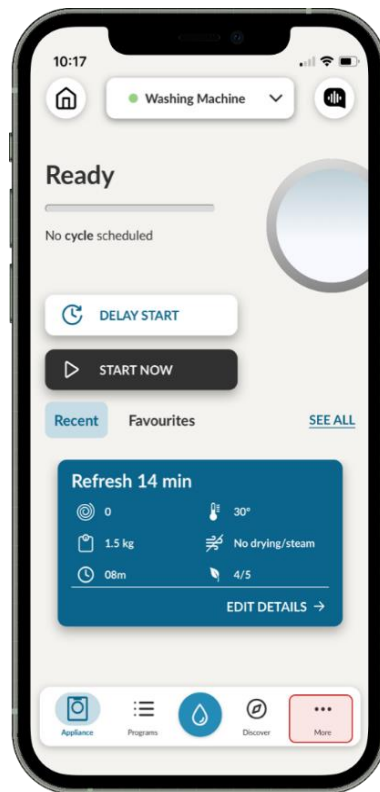 10:17
Washing Machine
Ready
No cycle scheduled
DELAY START
START NOW
Recent Favourites SEE ALL
Refresh 14 min
0 30°
1.5 kg No drying/steam
08m 4/5
EDIT DETAILS →
Appliance Programs Discover More